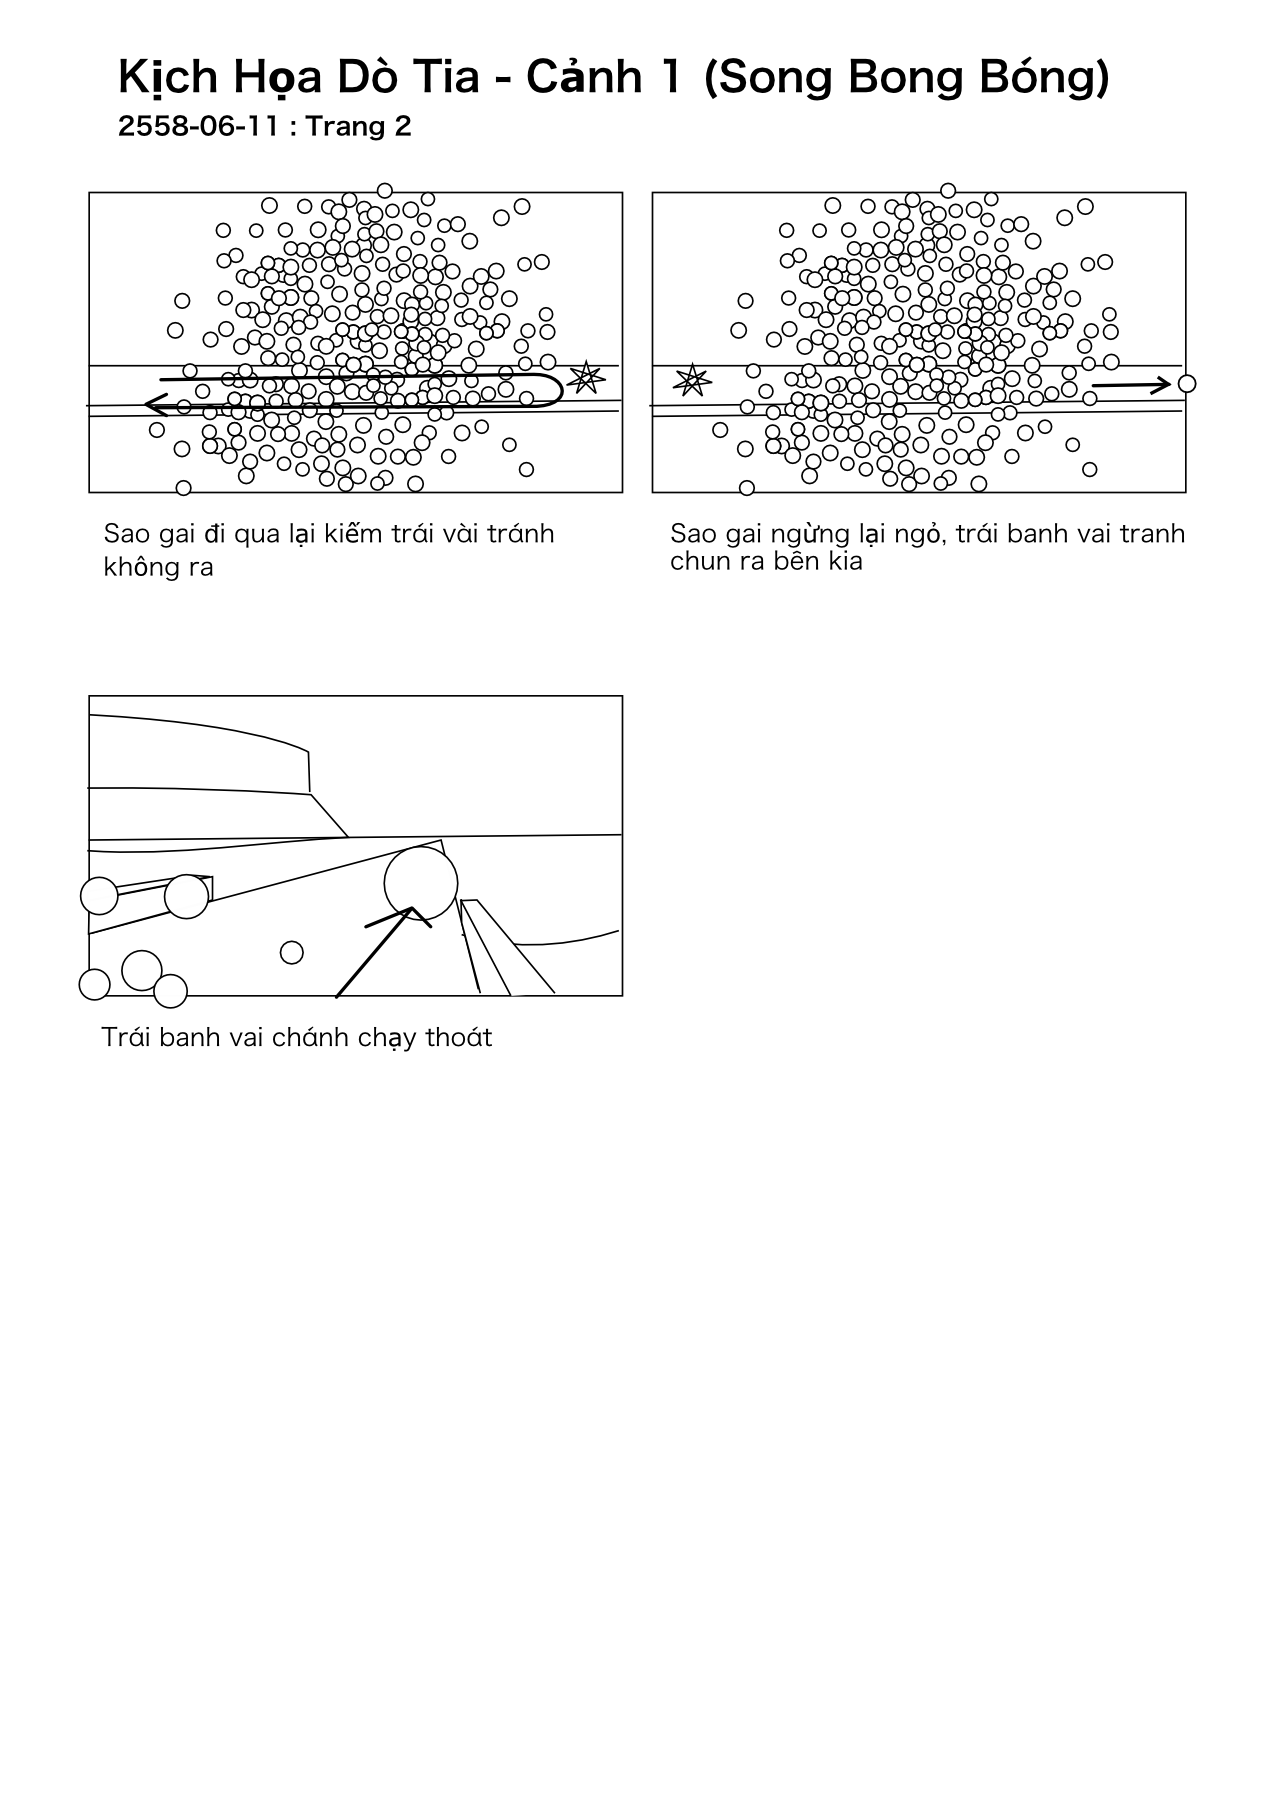 Kịch Họa Dò Tia - Cảnh 1 (Song Bong Bóng)
2558-06-11 : Trang 2
Sao gai đi qua lại kiếm trái vài tránh
không ra
Sao gai ngừng lại ngỏ, trái banh vai tranh
chun ra bên kia
Trái banh vai chánh chạy thoát